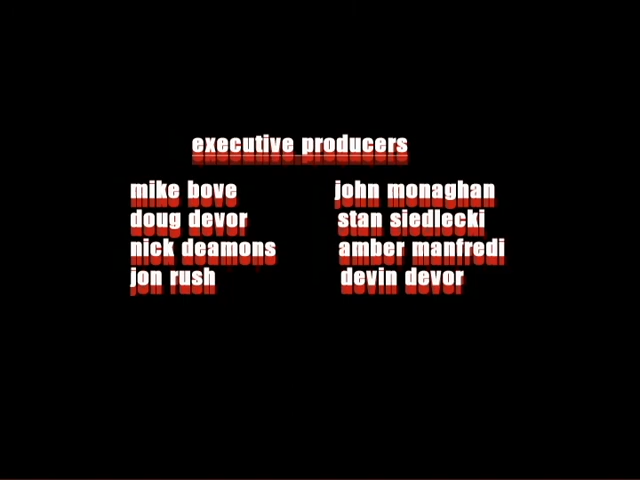 executive producers
mike bove john monaghan
doug devor stan siedlecki
nick deamons amber manfredi
jon rush devin devor